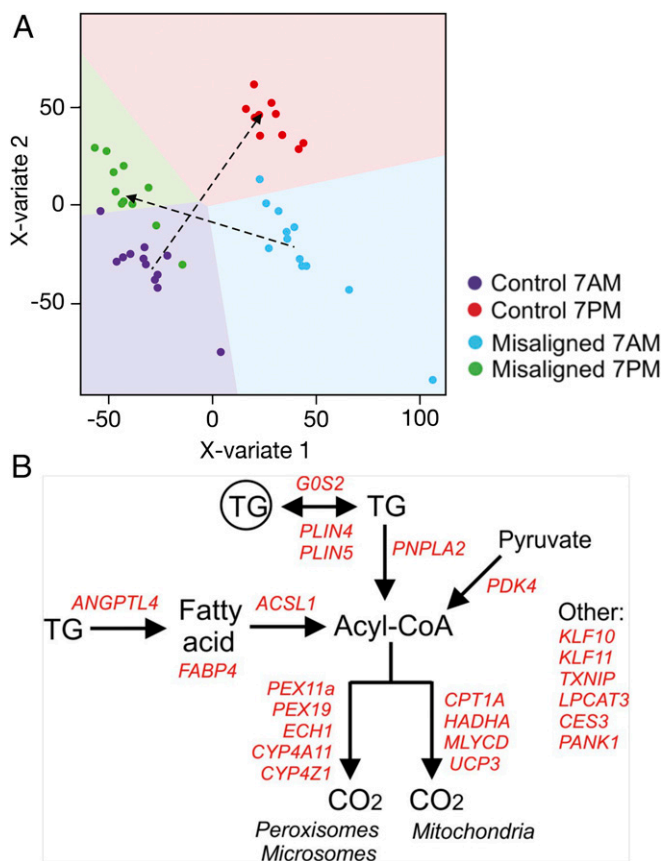 A
X-variate 2
50
0
-50
-50
0
50
100
X-variate 1
Control 7AM
Control 7PM
Misaligned 7AM
Misaligned 7PM
B
TG
G0S2
PLIN4
PLIN5
TG
PNPLA2
Pyruvate
PDK4
TG
ANGPTL4
Fatty
acid
FABP4
ACSL1
Acyl-CoA
Other:
KLF10
KLF11
TXNIP
LPCAT3
CES3
PANK1
PEX11a
PEX19
ECH1
CYP4A11
CYP4Z1
CPT1A
HADHA
MLYCD
UCP3
CO2
CO2
Peroxisomes
Microsomes
Mitochondria